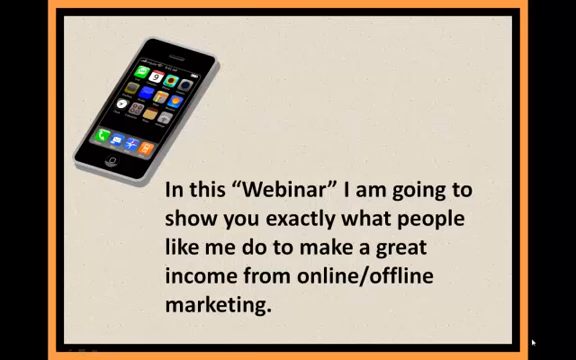 In this “Webinar” I am going to
show you exactly what people
like me do to make a great
income from online/offline
marketing.